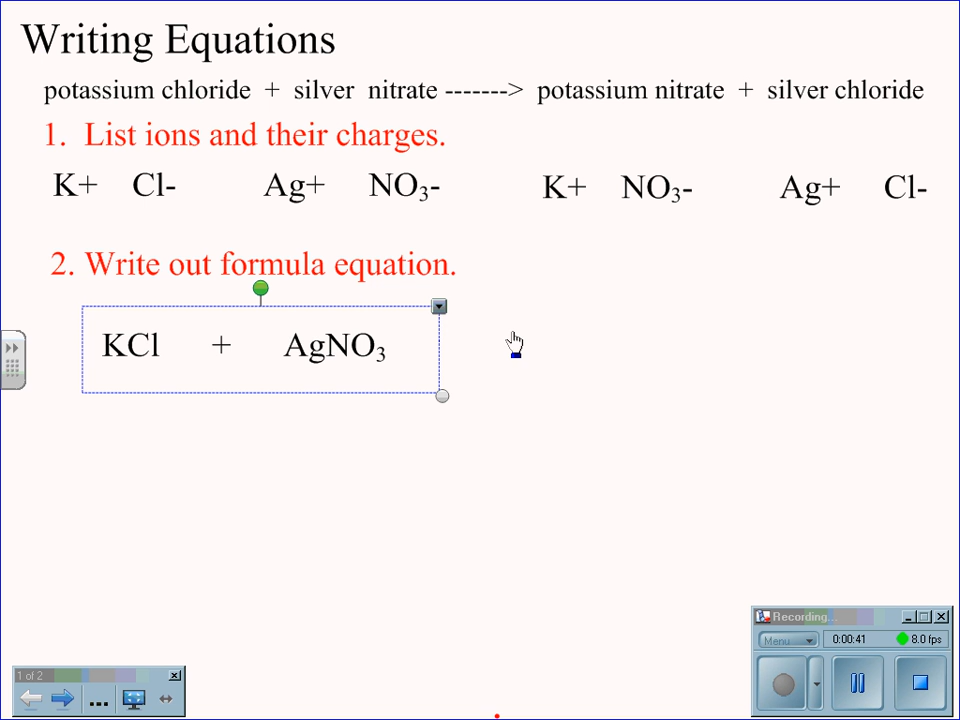 Writing Equations
potassium chloride + silver nitrate -------> potassium nitrate + silver chloride
1. List ions and their charges.
K+ Cl- Ag+ NO₃- K+ NO₃- Ag+ Cl-
2. Write out formula equation.
KCl + AgNO₃
Recording...
Menu 0:00:41 8.0 fps
1 of 2